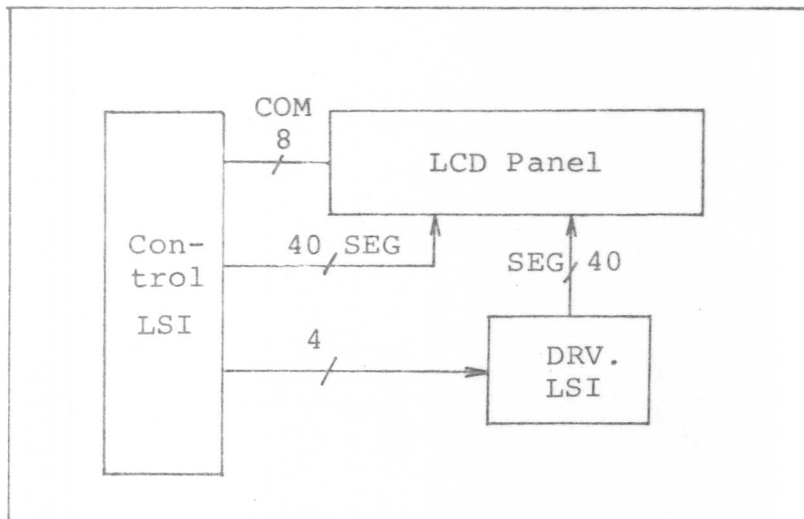 COM
8
LCD Panel
Con-
trol
LSI
40 SEG
SEG 40
4
DRV.
LSI